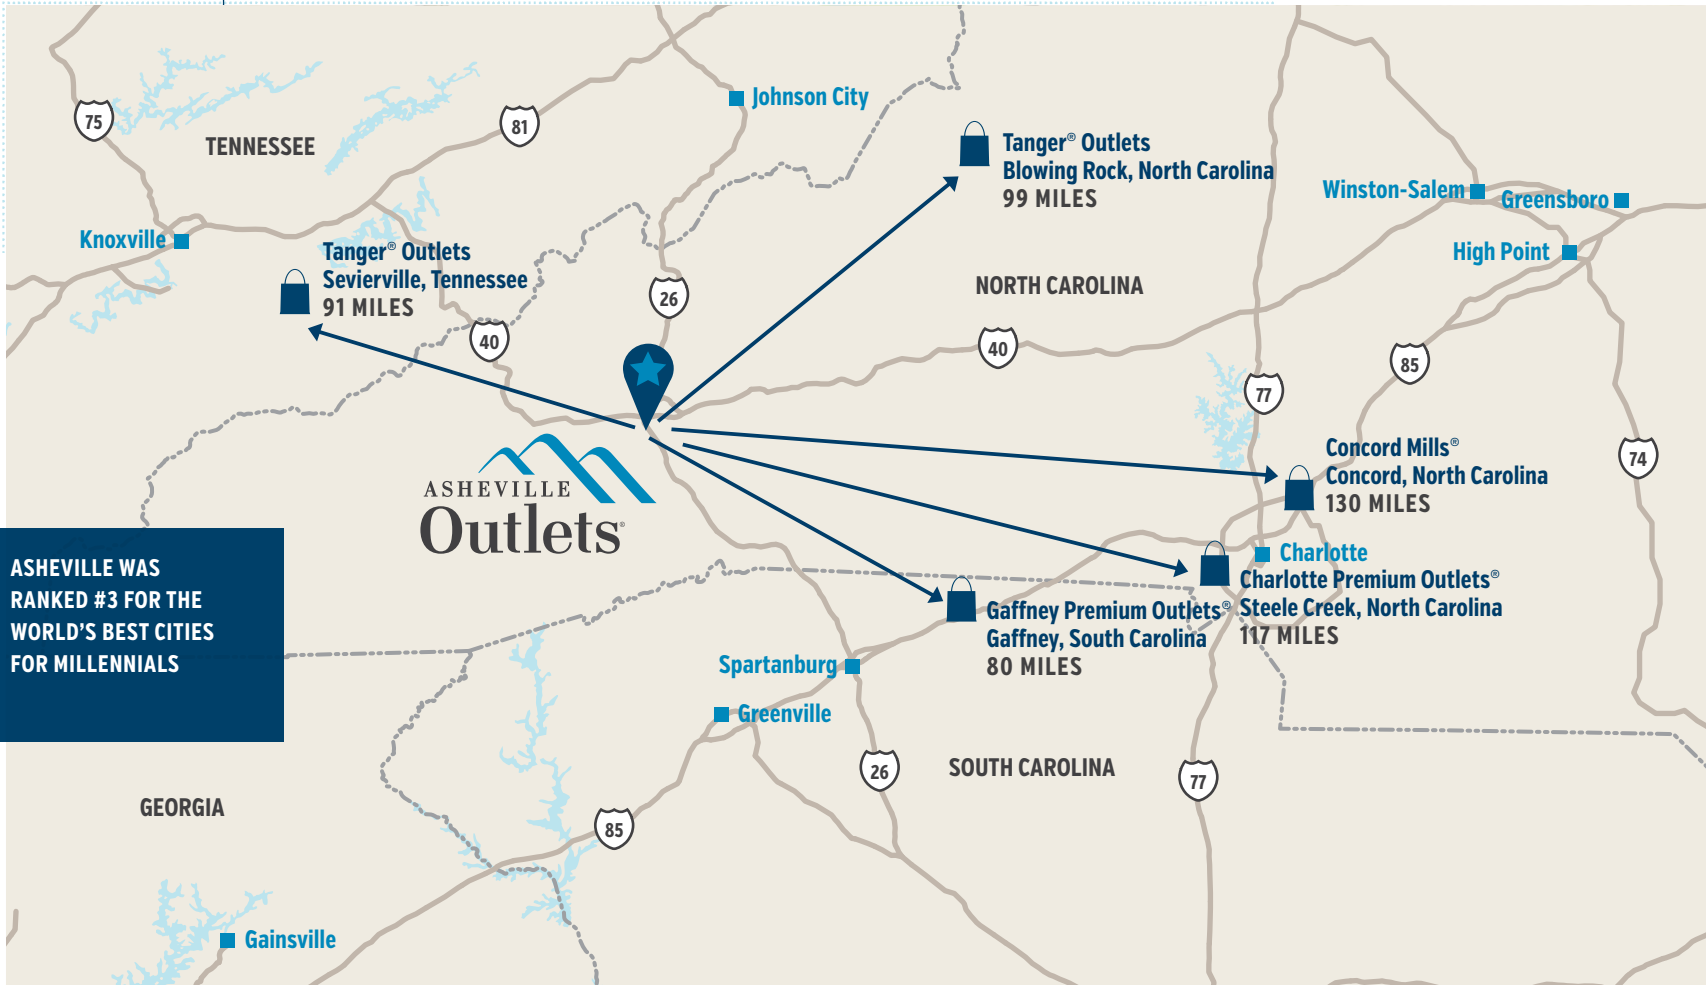 75
TENNESSEE
81
Johnson City
Tanger® Outlets
Blowing Rock, North Carolina
99 MILES
Winston-Salem
Greensboro
High Point
Knoxville
Tanger® Outlets
Sevierville, Tennessee
91 MILES
26
NORTH CAROLINA
40
40
85
77
ASHEVILLE
Outlets®
Concord Mills®
Concord, North Carolina
130 MILES
74
ASHEVILLE WAS
RANKED #3 FOR THE
WORLD'S BEST CITIES
FOR MILLENNIALS
Charlotte
Charlotte Premium Outlets®
Steele Creek, North Carolina
117 MILES
Gaffney Premium Outlets®
Gaffney, South Carolina
80 MILES
Spartanburg
Greenville
26
SOUTH CAROLINA
77
GEORGIA
85
Gainsville